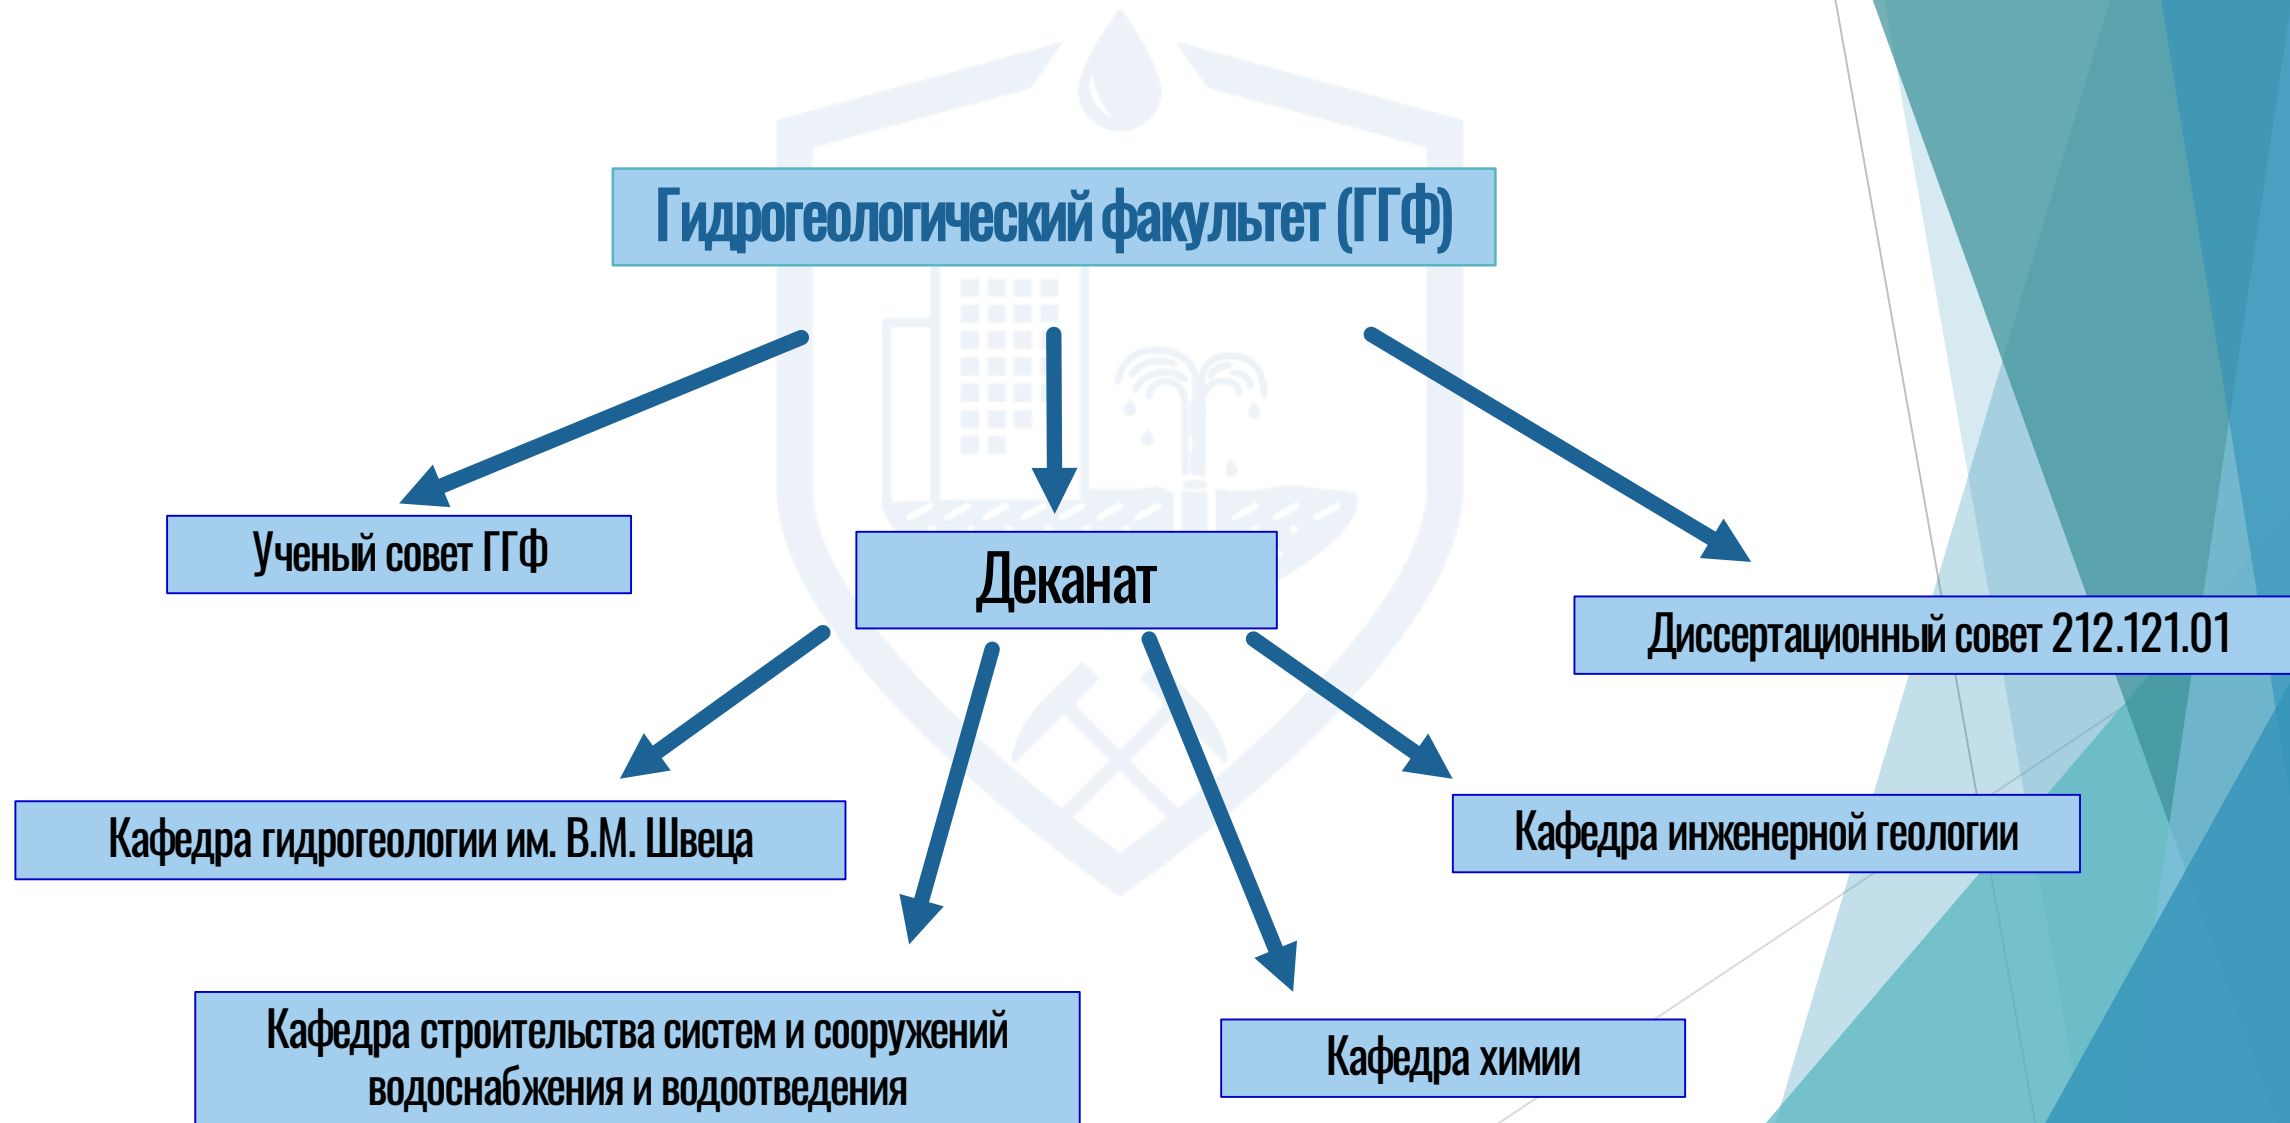 Гидрогеологический факультет (ГГФ)
Ученый совет ГГФ
Деканат
Диссертационный совет 212.121.01
Кафедра гидрогеологии им. В.М. Швеца
Кафедра инженерной геологии
Кафедра строительства систем и сооружений
водоснабжения и водоотведения
Кафедра химии